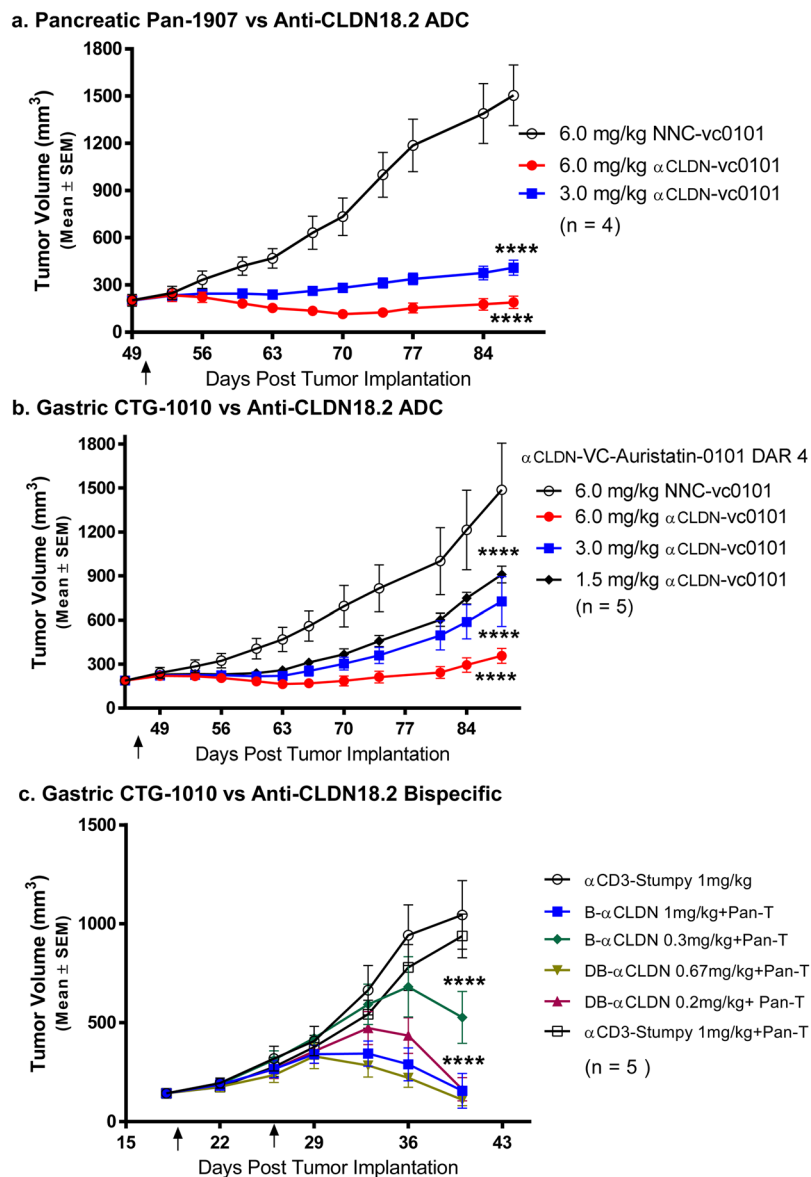 a. Pancreatic Pan-1907 vs Anti-CLDN18.2 ADC
Tumor Volume (mm³)
(Mean ± SEM)
1800
1500
1200
900
600
300
0
49 56 63 70 77 84
Days Post Tumor Implantation
6.0 mg/kg NNC-vc0101
6.0 mg/kg αCLDN-vc0101
3.0 mg/kg αCLDN-vc0101
(n = 4)
****
****
b. Gastric CTG-1010 vs Anti-CLDN18.2 ADC
Tumor Volume (mm³)
(Mean ± SEM)
1800
1500
1200
900
600
300
0
49 56 63 70 77 84
Days Post Tumor Implantation
αCLDN-VC-Auristatin-0101 DAR 4
6.0 mg/kg NNC-vc0101
6.0 mg/kg αCLDN-vc0101
3.0 mg/kg αCLDN-vc0101
1.5 mg/kg αCLDN-vc0101
(n = 5)
****
****
****
c. Gastric CTG-1010 vs Anti-CLDN18.2 Bispecific
Tumor Volume (mm³)
(Mean ± SEM)
1500
1000
500
0
15 22 29 36 43
Days Post Tumor Implantation
αCD3-Stumpy 1mg/kg
B-αCLDN 1mg/kg+Pan-T
B-αCLDN 0.3mg/kg+Pan-T
DB-αCLDN 0.67mg/kg+Pan-T
DB-αCLDN 0.2mg/kg+ Pan-T
αCD3-Stumpy 1mg/kg+Pan-T
(n = 5 )
****
****